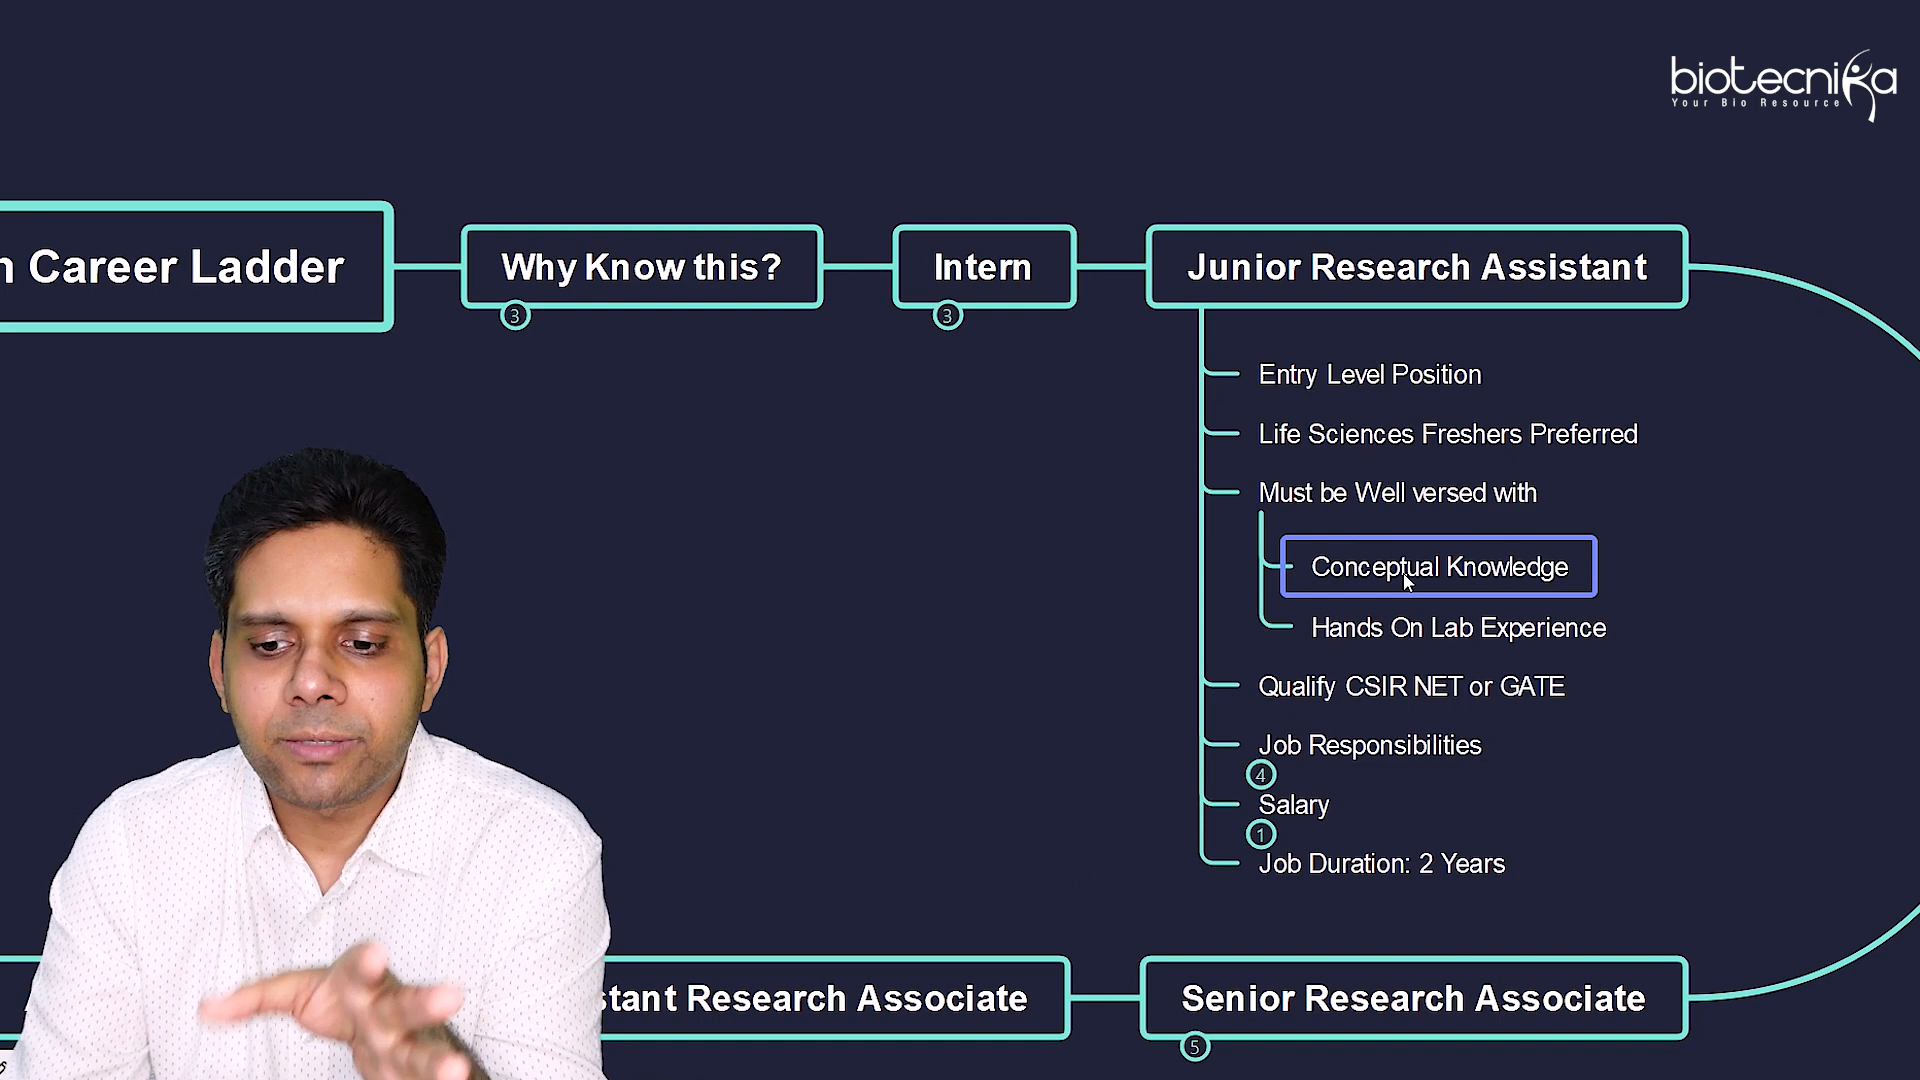 biotecnika
Your Bio Resource
Career Ladder
Why Know this?
3
Intern
3
Junior Research Assistant
Entry Level Position
Life Sciences Freshers Preferred
Must be Well versed with
Conceptual Knowledge
Hands On Lab Experience
Qualify CSIR NET or GATE
Job Responsibilities
4
Salary
1
Job Duration: 2 Years
Research Associate
Senior Research Associate
5